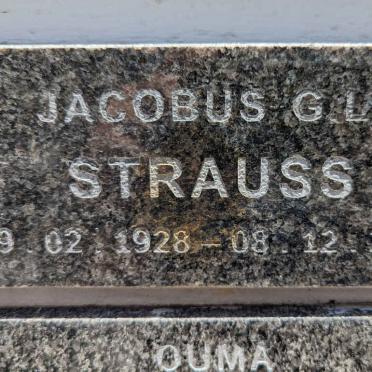 JACOBUS G.L
STRAUSS
9 . 02 . 1928 - 08 . 12 .
OUMA